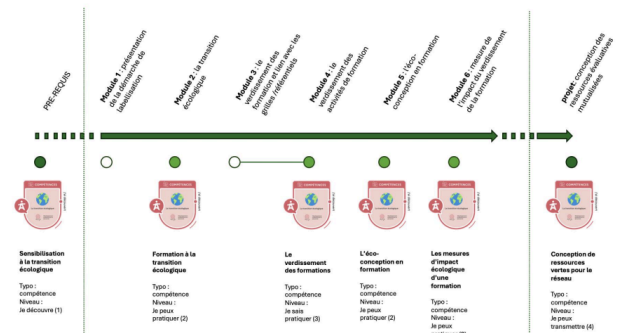 PRE-REQUIS
Module 1 : présentation
de la démarche de
labellisation
Module 2 : la transition
écologique
Module 3 : le
verdissement des
formation et lien avec les
grilles /référentiels
Module 4 : le
verdissement des
activités de formation
Module 5 : l'éco-
conception en formation
Module 6 : mesure de
l'impact du verdissement
de la formation
projet: conception des
ressources évaluatives
mutualisées
Sensibilisation
à la transition
écologique
Typo :
compétence
Niveau :
Je découvre (1)
Formation à la
transition
écologique
Typo :
compétence
Niveau :
Je peux
pratiquer (2)
Le
verdissement
des formations
Typo :
compétence
Niveau :
Je sais
pratiquer (3)
L'éco-
conception en
formation
Typo :
compétence
Niveau :
Je peux
pratiquer (2)
Les mesures
d'impact
écologique
d'une
formation
Typo :
compétence
Niveau :
Je peux
Conception de
ressources
vertes pour la
réseau
Typo :
compétence
Niveau :
Je peux
transmettre (4)